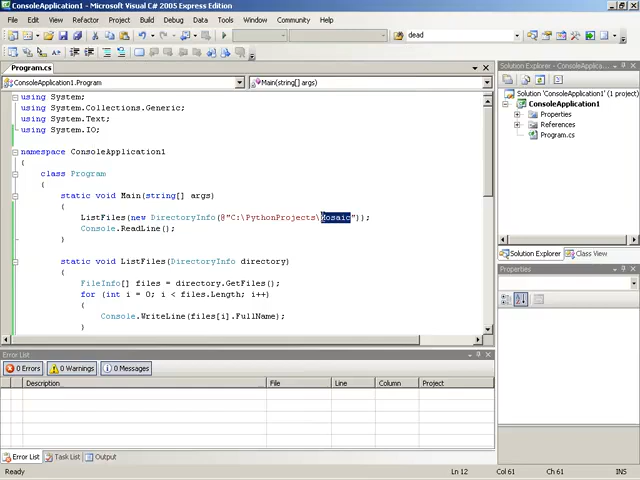 ConsoleApplication1 - Microsoft Visual C# 2005 Express Edition
File Edit View Refactor Project Build Debug Data Tools Window Community Help
dead
Program.cs
ConsoleApplication1.Program
Main(string[] args)
using System;
using System.Collections.Generic;
using System.Text;
using System.IO;
namespace ConsoleApplication1
{
class Program
{
static void Main(string[] args)
{
ListFiles(new DirectoryInfo(@"C:\PythonProjects\Mosaic"));
Console.ReadLine();
}
static void ListFiles(DirectoryInfo directory)
{
FileInfo[] files = directory.GetFiles();
for (int i = 0; i < files.Length; i++)
{
Console.WriteLine(files[i].FullName);
}
Solution Explorer - ConsoleApplica...
Solution 'ConsoleApplication1' (1 project)
ConsoleApplication1
Properties
References
Program.cs
Solution Explorer Class View
Properties
Error List
0 Errors 0 Warnings 0 Messages
Description File Line Column Project
Error List Task List Output
Ready Ln 12 Col 61 Ch 61 INS